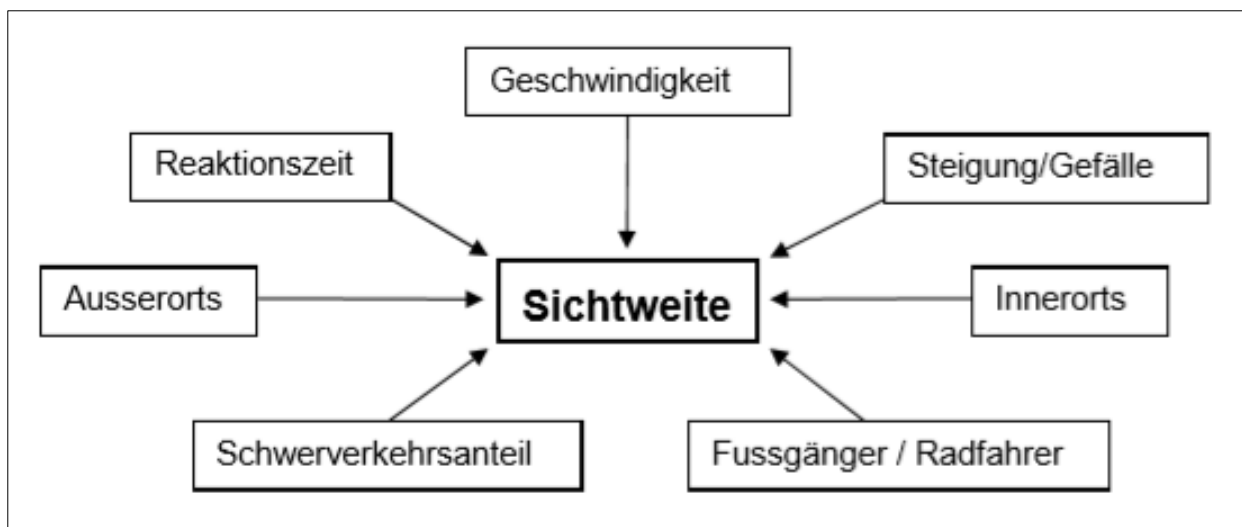 Geschwindigkeit
Reaktionszeit
Steigung/Gefälle
Ausserorts
Sichtweite
Innerorts
Schwerverkehrsanteil
Fussgänger / Radfahrer